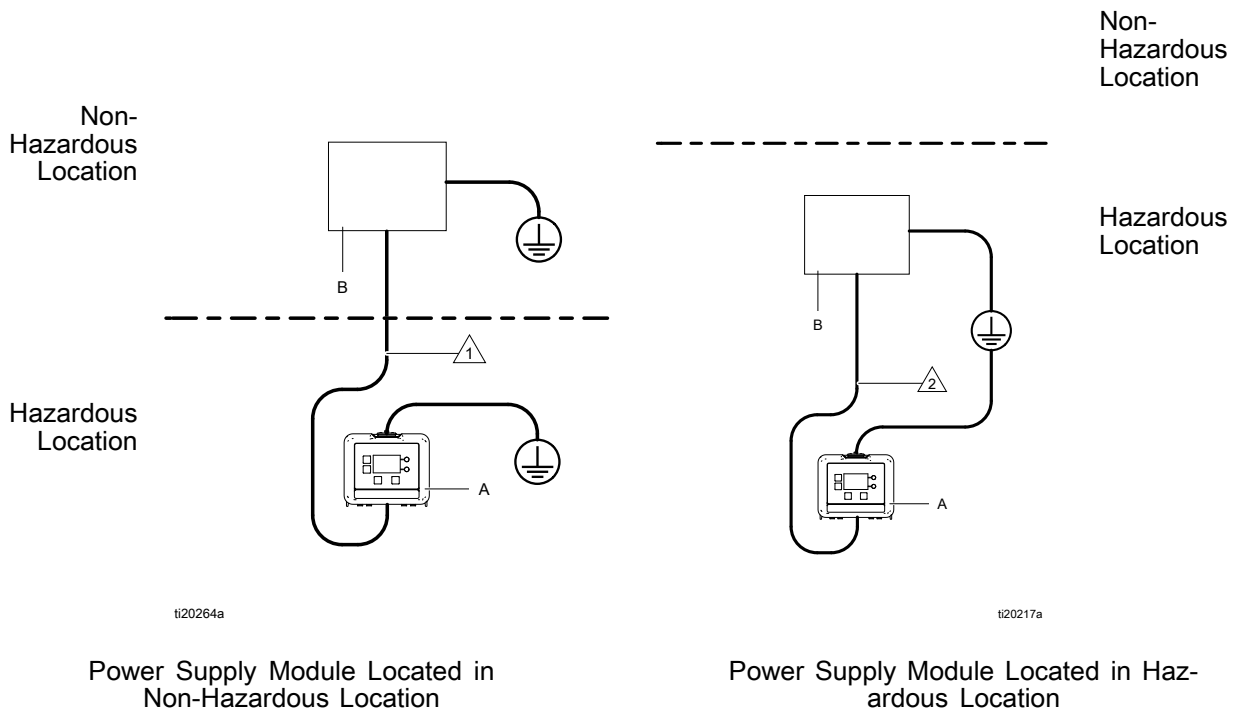 Non-
Hazardous
Location
B
1
Hazardous
Location
A
ti20264a
Power Supply Module Located in
Non-Hazardous Location
Non-
Hazardous
Location
Hazardous
Location
B
2
A
ti20217a
Power Supply Module Located in Haz-
ardous Location